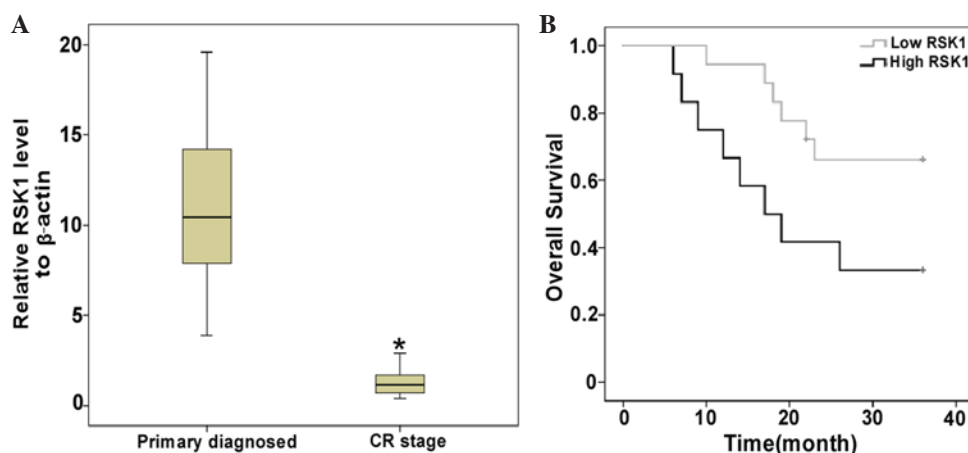 A
Relative RSK1 level
to β-actin
20
15
10
5
0
*
Primary diagnosed
CR stage
B
Overall Survival
1.0
0.8
0.6
0.4
0.2
0
Low RSK1
High RSK1
0
10
20
30
40
Time(month)